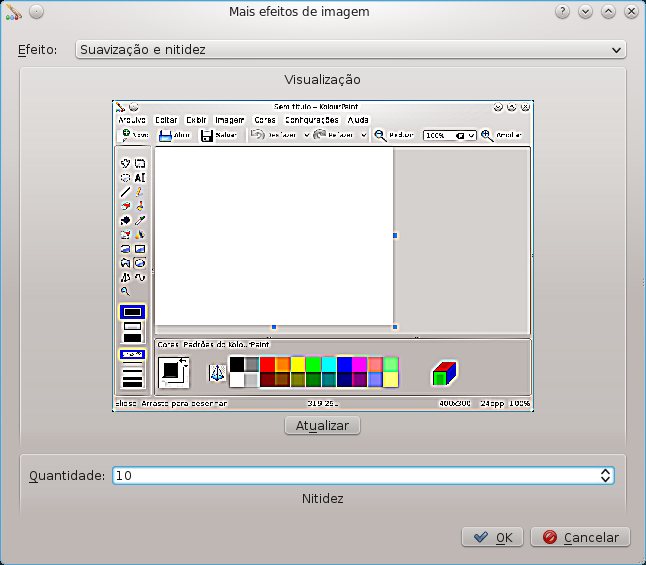 Mais efeitos de imagem
Efeito: Suavização e nitidez
Visualização
Sem título – KolourPaint
Arquivo Editar Exibir Imagem Cores Configurações Ajuda
Novo Abrir Salvar Desfazer Refazer Reduzir 100% Ampliar
Cores Padrões do KolourPaint
Elipse: Arraste para desenhar 400x300 24bpp 100%
Atualizar
Quantidade: 10
Nitidez
OK Cancelar